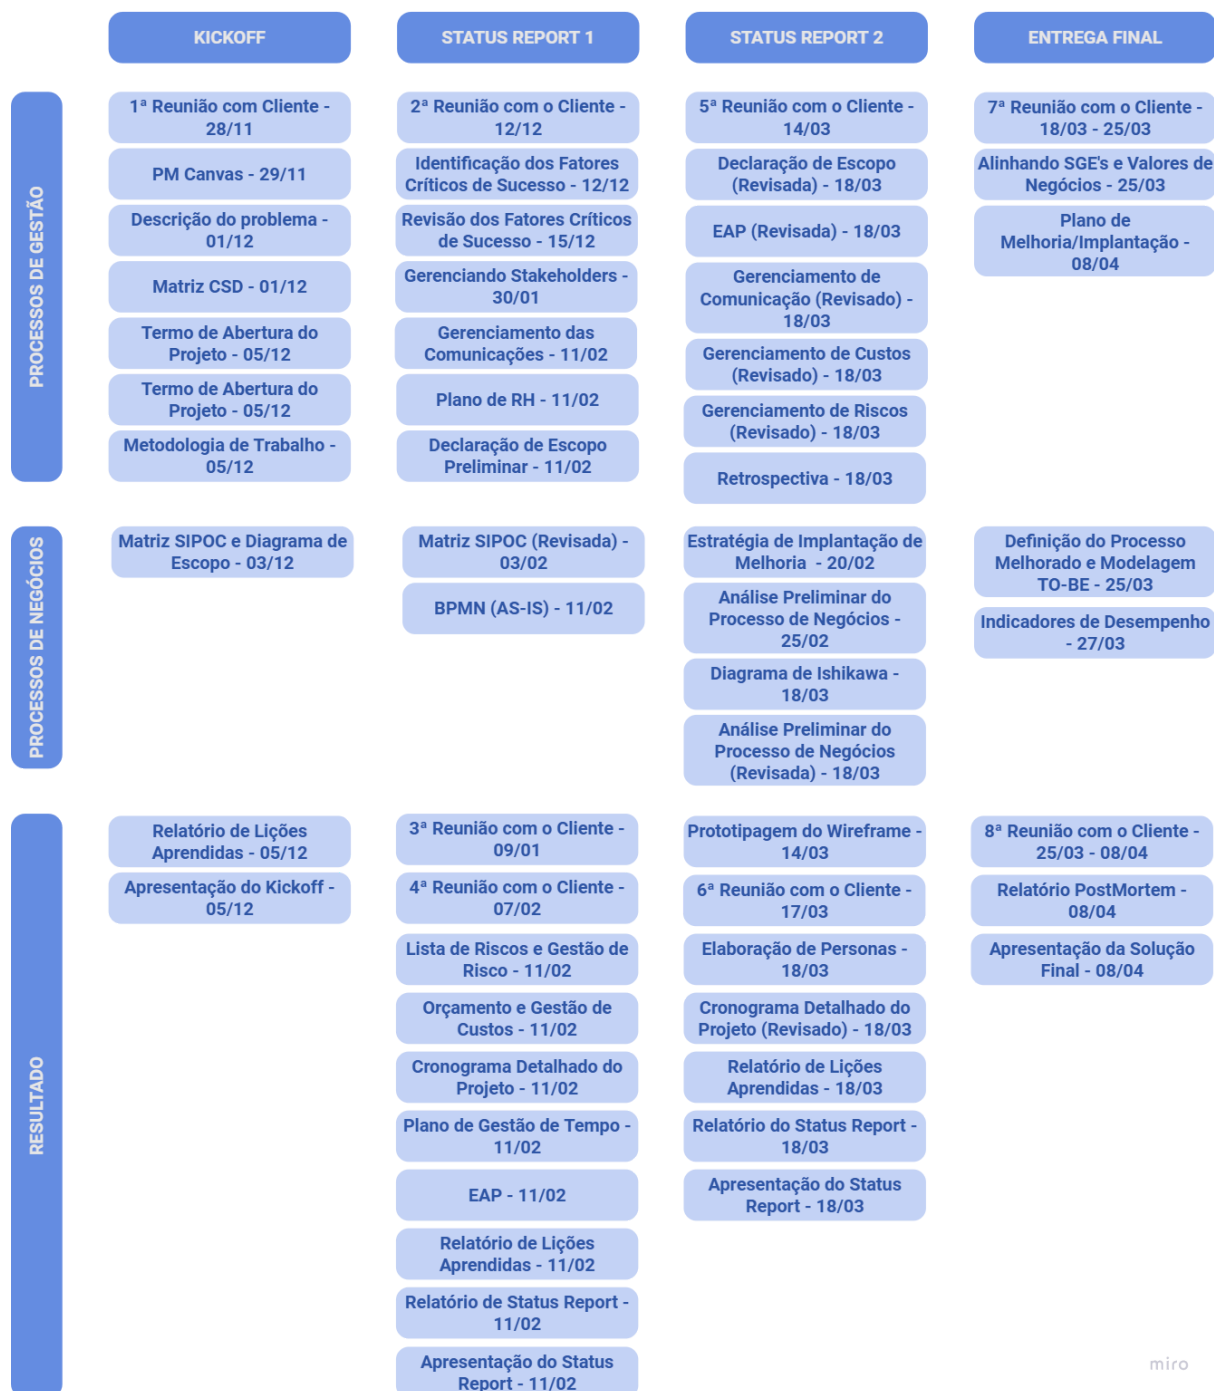 KICKOFF
STATUS REPORT 1
STATUS REPORT 2
ENTREGA FINAL
PROCESSOS DE GESTÃO
1ª Reunião com Cliente -
28/11
PM Canvas - 29/11
Descrição do problema -
01/12
Matriz CSD - 01/12
Termo de Abertura do
Projeto - 05/12
Termo de Abertura do
Projeto - 05/12
Metodologia de Trabalho -
05/12
2ª Reunião com o Cliente -
12/12
Identificação dos Fatores
Críticos de Sucesso - 12/12
Revisão dos Fatores Críticos
de Sucesso - 15/12
Gerenciando Stakeholders -
30/01
Gerenciamento das
Comunicações - 11/02
Plano de RH - 11/02
Declaração de Escopo
Preliminar - 11/02
5ª Reunião com o Cliente -
14/03
Declaração de Escopo
(Revisada) - 18/03
EAP (Revisada) - 18/03
Gerenciamento de
Comunicação (Revisado) -
18/03
Gerenciamento de Custos
(Revisado) - 18/03
Gerenciamento de Riscos
(Revisado) - 18/03
Retrospectiva - 18/03
7ª Reunião com o Cliente -
18/03 - 25/03
Alinhando SGE's e Valores de
Negócios - 25/03
Plano de
Melhoria/Implantação -
08/04
PROCESSOS DE NEGÓCIOS
Matriz SIPOC e Diagrama de
Escopo - 03/12
Matriz SIPOC (Revisada) -
03/02
BPMN (AS-IS) - 11/02
Estratégia de Implantação de
Melhoria - 20/02
Análise Preliminar do
Processo de Negócios -
25/02
Diagrama de Ishikawa -
18/03
Análise Preliminar do
Processo de Negócios
(Revisada) - 18/03
Definição do Processo
Melhorado e Modelagem
TO-BE - 25/03
Indicadores de Desempenho
- 27/03
RESULTADO
Relatório de Lições
Aprendidas - 05/12
Apresentação do Kickoff -
05/12
3ª Reunião com o Cliente -
09/01
4ª Reunião com o Cliente -
07/02
Lista de Riscos e Gestão de
Risco - 11/02
Orçamento e Gestão de
Custos - 11/02
Cronograma Detalhado do
Projeto - 11/02
Plano de Gestão de Tempo -
11/02
EAP - 11/02
Relatório de Lições
Aprendidas - 11/02
Relatório de Status Report -
11/02
Apresentação do Status
Report - 11/02
Prototipagem do Wireframe -
14/03
6ª Reunião com o Cliente -
17/03
Elaboração de Personas -
18/03
Cronograma Detalhado do
Projeto (Revisado) - 18/03
Relatório de Lições
Aprendidas - 18/03
Relatório do Status Report -
18/03
Apresentação do Status
Report - 18/03
8ª Reunião com o Cliente -
25/03 - 08/04
Relatório PostMortem -
08/04
Apresentação da Solução
Final - 08/04
miro